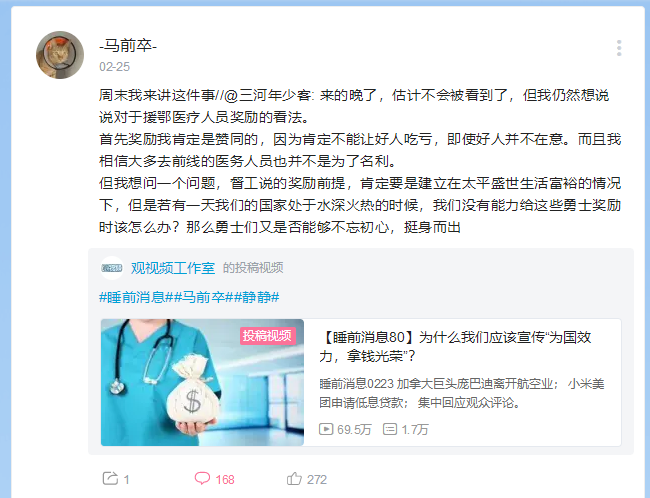 -马前卒-
02-25
周末我来讲这件事//@三河年少客: 来的晚了，估计不会被看到了，但我仍然想说
说对于援鄂医疗人员奖励的看法。
首先奖励我肯定是赞同的，因为肯定不能让好人吃亏，即使好人并不在意。而且我
相信大多去前线的医务人员也并不是为了名利。
但我想问一个问题，督工说的奖励前提，肯定要是建立在太平盛世生活富裕的情况
下，但是若有一天我们的国家处于水深火热的时候，我们没有能力给这些勇士奖励
时该怎么办？那么勇士们又是否能够不忘初心，挺身而出
观视频工作室 的投稿视频
#睡前消息##马前卒##静静#
投稿视频
【睡前消息80】为什么我们应该宣传“为国效
力，拿钱光荣”？
睡前消息0223 加拿大巨头庞巴迪离开航空业； 小米美
团申请低息贷款； 集中回应观众评论。
69.5万 1.7万
1 168 272